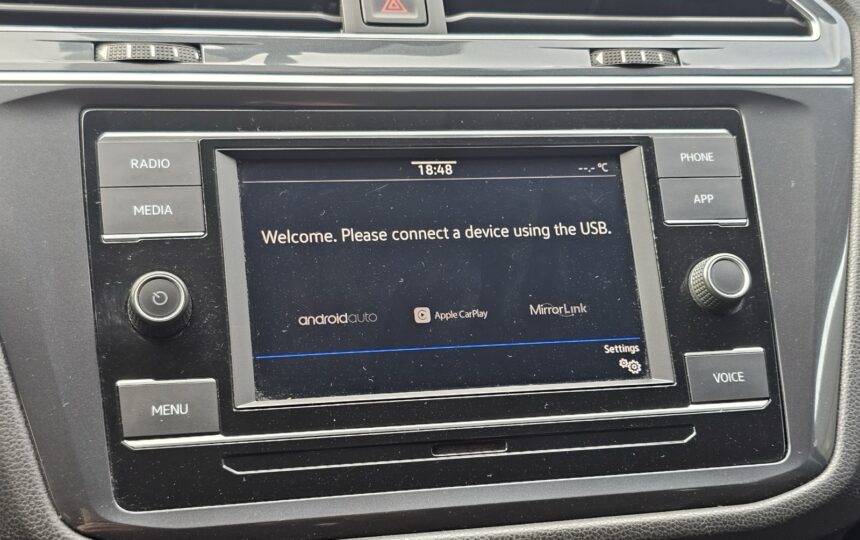 RADIO
MEDIA
MENU
18:48
--.- °C
Welcome. Please connect a device using the USB.
androidauto
Apple CarPlay
MirrorLink
Settings
PHONE
APP
VOICE